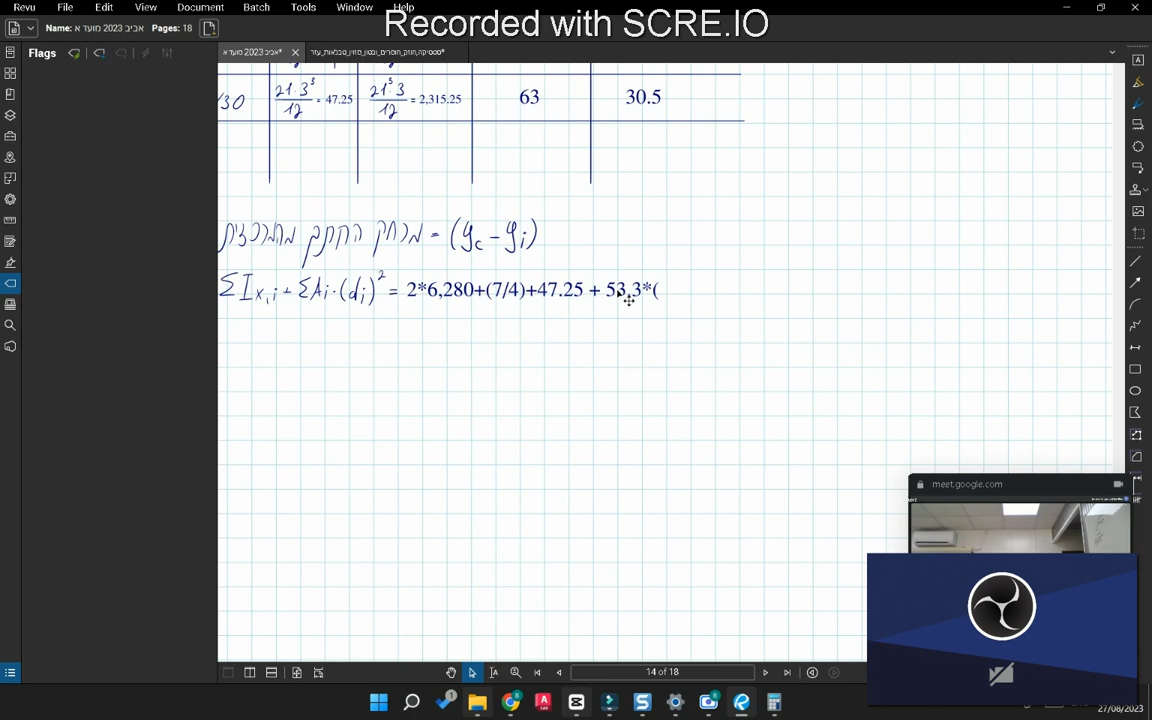 Revu File Edit View Document Batch Tools Window Help
Recorded with SCRE.IO
Name: אביב 2023 מועד א Pages: 18
Flags
אביב 2023 מועד א*
סטטיקה,חוזק_חומרים_ובטון_מזוין_טבלאות_עזר*
/30
21·3³/12 = 47.25
21³·3/12 = 2,315.25
63
30.5
מרחק החתך מהמרכזית = (yc - yi)
ΣIx,i + ΣAi·(di)² = 2*6,280+(7/4)+47.25 + 53.3*(
meet.google.com
14 of 18
27/08/2023